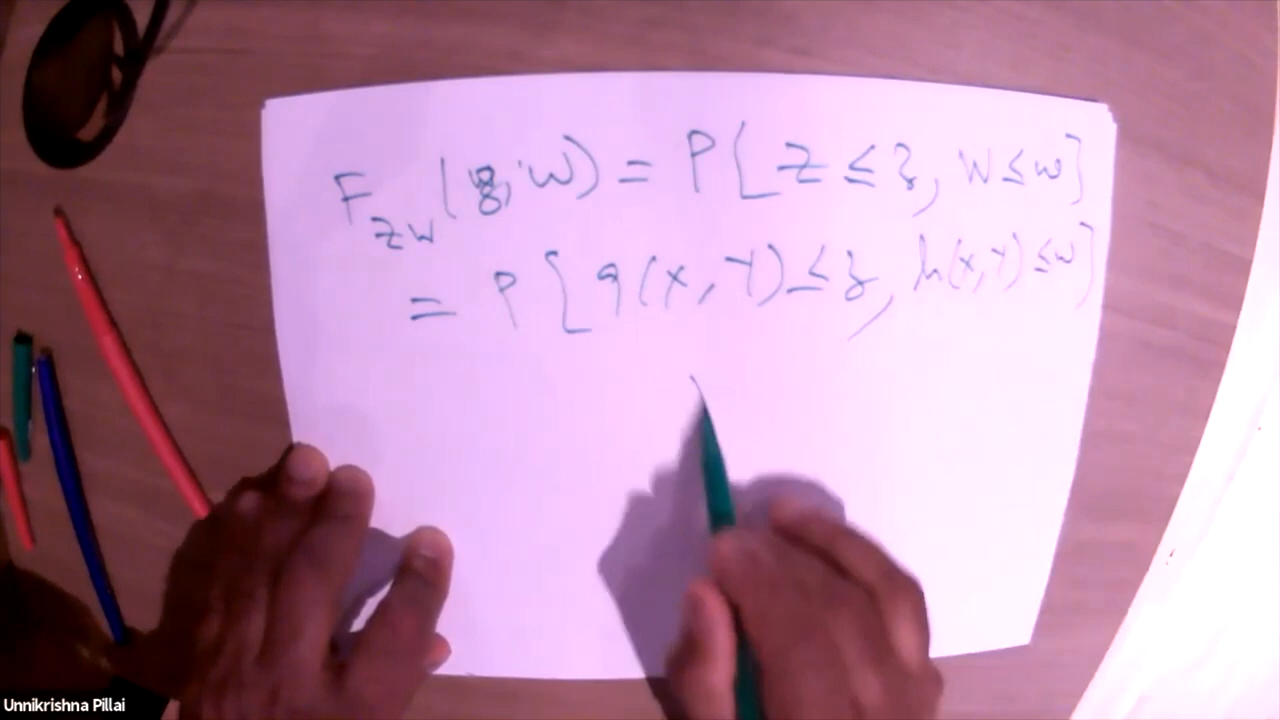 F_ZW(z, w) = P[Z ≤ z, W ≤ w]
= P[g(X, Y) ≤ z, h(X, Y) ≤ w]
Unnikrishna Pillai